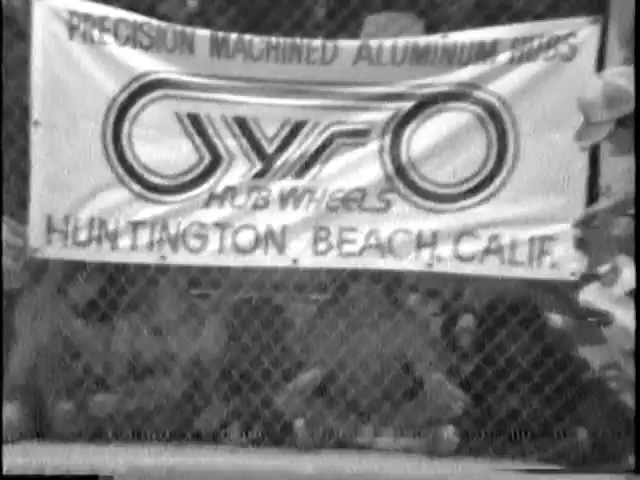 PRECISION MACHINED ALUMINUM HUBS
Gyro
HUB WHEELS
HUNTINGTON BEACH, CALIF.